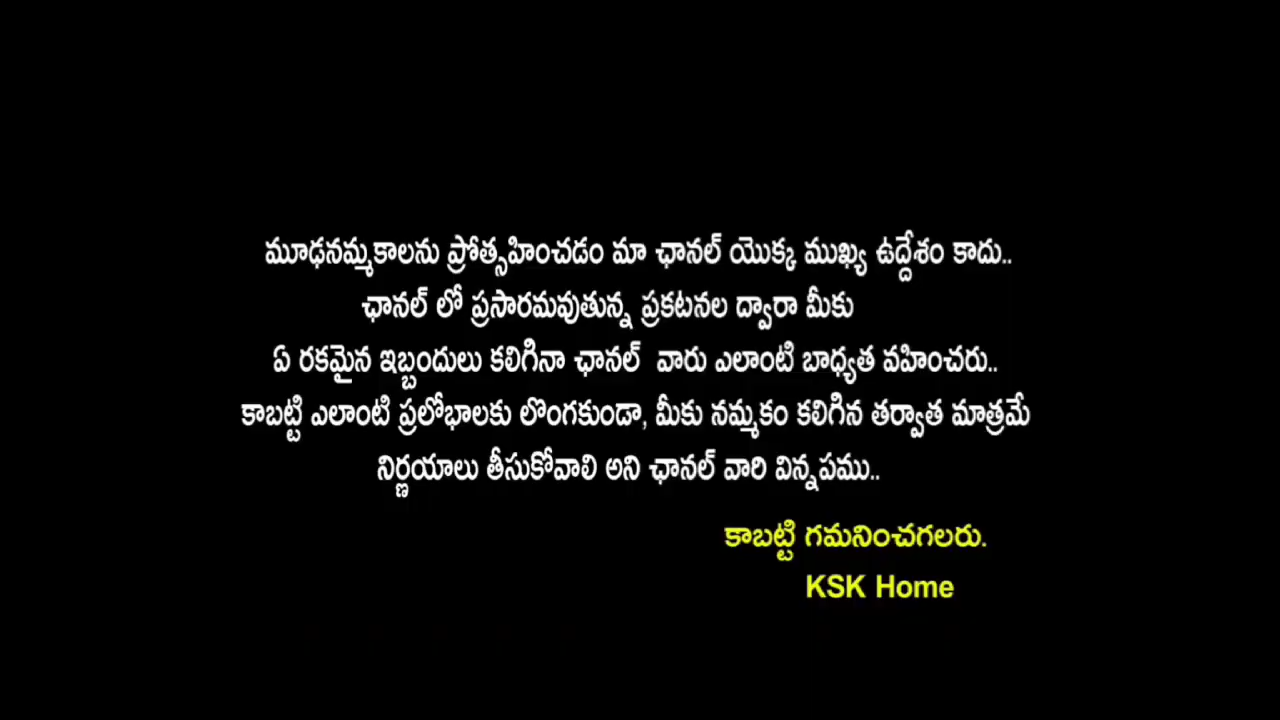 మూఢనమ్మకాలను ప్రోత్సహించడం మా ఛానల్ యొక్క ముఖ్య ఉద్దేశం కాదు..
ఛానల్ లో ప్రసారమవుతున్న ప్రకటనల ద్వారా మీకు
ఏ రకమైన ఇబ్బందులు కలిగినా ఛానల్ వారు ఎలాంటి బాధ్యత వహించరు..
కాబట్టి ఎలాంటి ప్రలోభాలకు లొంగకుండా, మీకు నమ్మకం కలిగిన తర్వాత మాత్రమే
నిర్ణయాలు తీసుకోవాలి అని ఛానల్ వారి విన్నపము..
కాబట్టి గమనించగలరు.
KSK Home